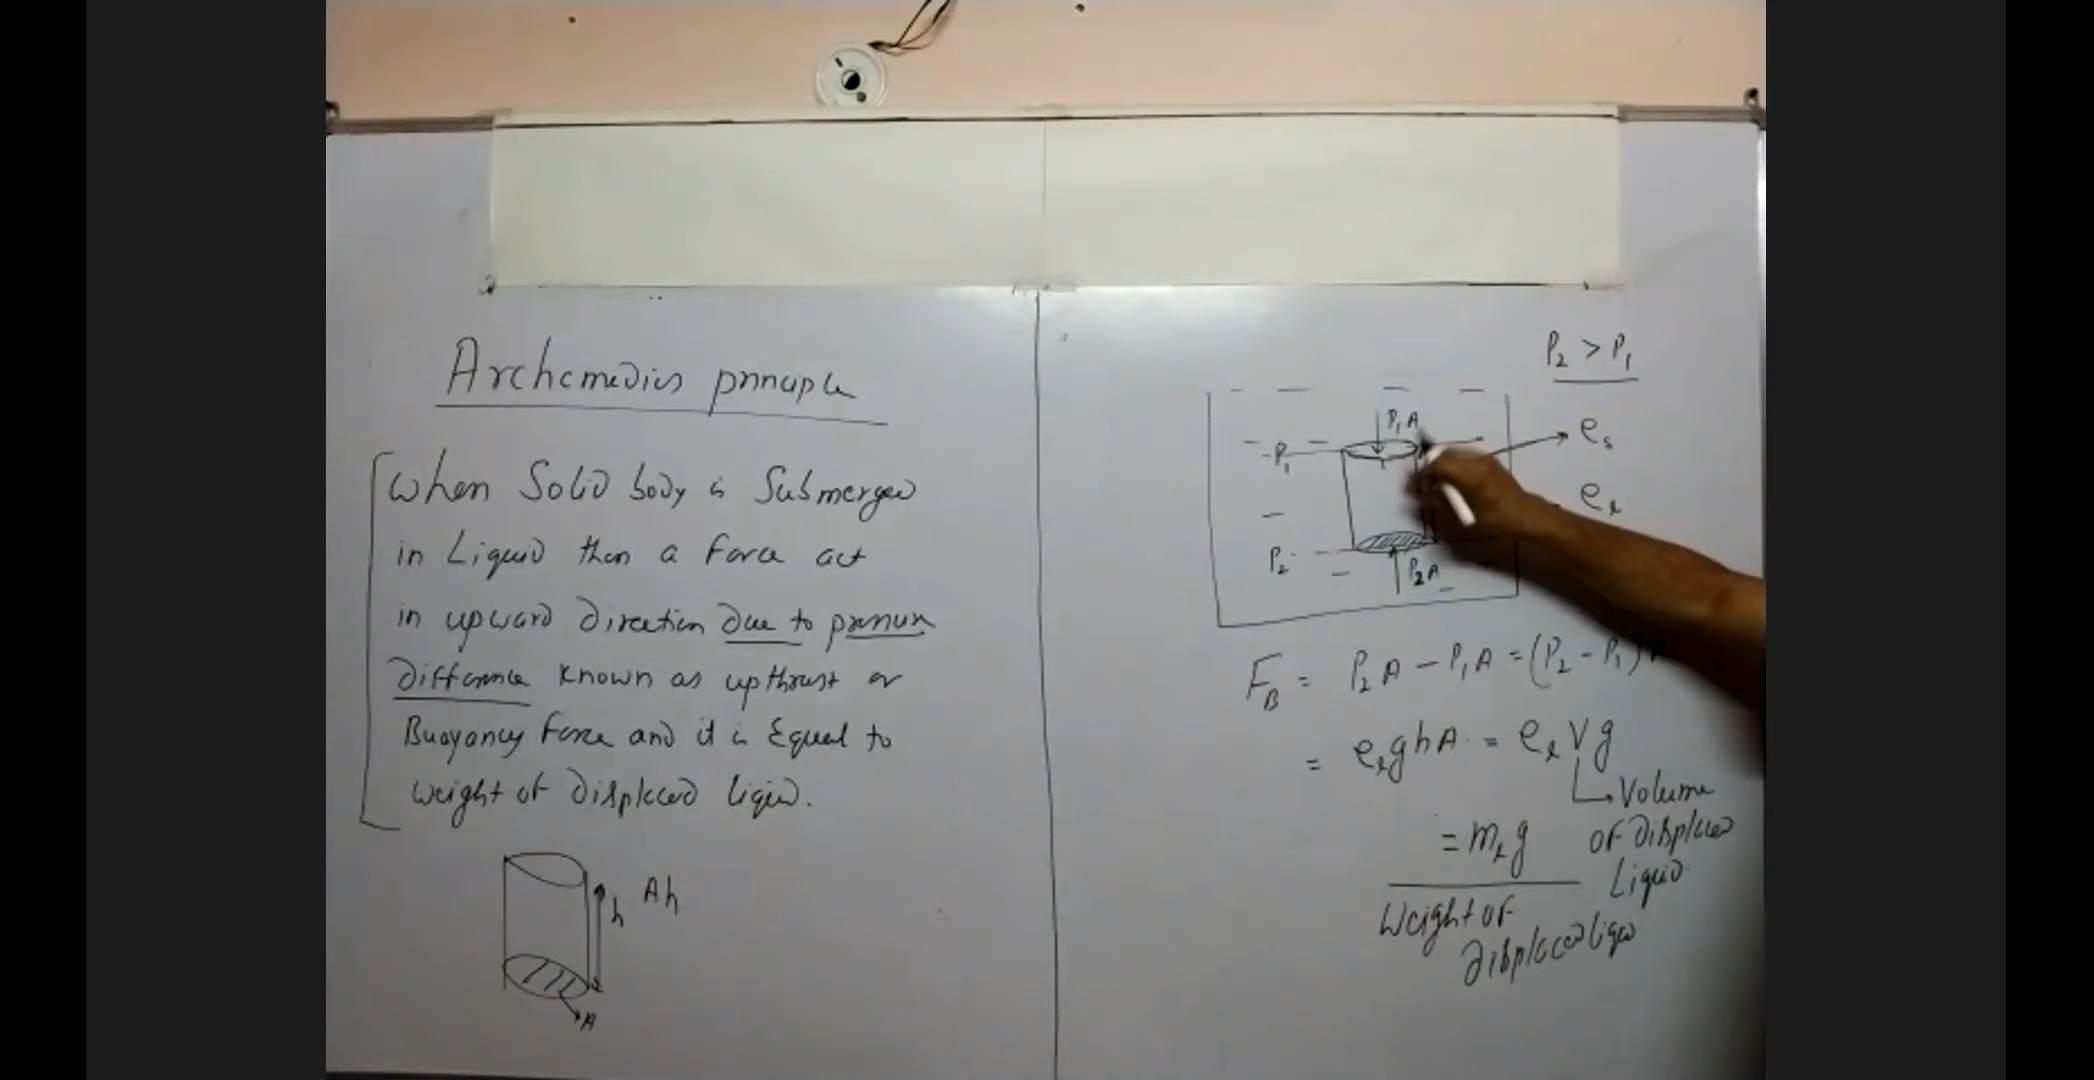 Archemedies principle
When Solid body is Submerged
in Liquid then a Force act
in upward Direction Due to pressure
Difference known as upthrust or
Buoyancy Force and it is Equal to
weight of Displaced liquid.
h
Ah
A
P₂ > P₁
P₁A
P₁
ρₛ
ρₗ
P₂
P₂A
F_B = P₂A - P₁A = (P₂ - P₁)
= ρₗghA = ρₗVg
Volume
of Displaced
Liquid
= mₗg
weight of
Displaced liquid